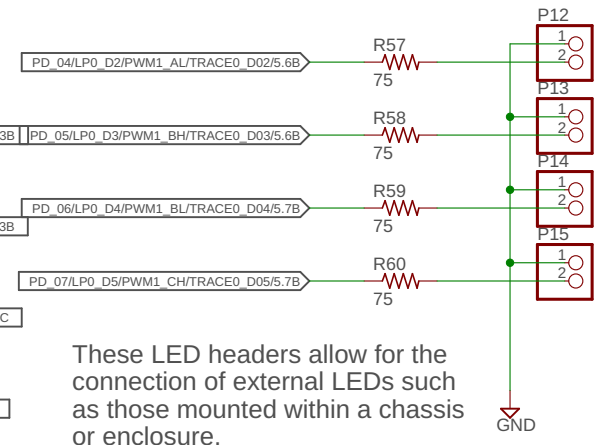 P12
R57
1
PD_04/LP0_D2/PWM1_AL/TRACE0_D02/5.6B
2
75
P13
R58
1
3B
PD_05/LP0_D3/PWM1_BH/TRACE0_D03/5.6B
2
75
P14
R59
1
PD_06/LP0_D4/PWM1_BL/TRACE0_D04/5.7B
2
3B
75
P15
R60
1
PD_07/LP0_D5/PWM1_CH/TRACE0_D05/5.7B
2
75
C
These LED headers allow for the
connection of external LEDs such
as those mounted within a chassis
or enclosure.
GND